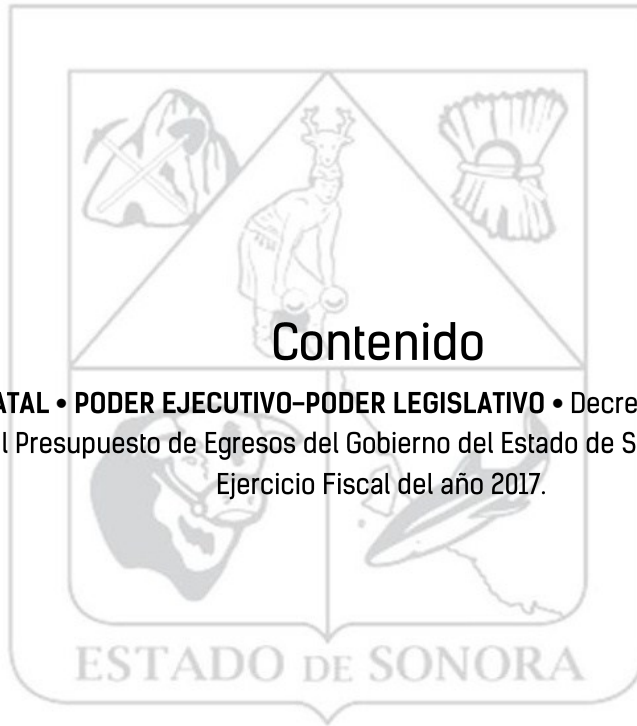 Contenido
ATAL • PODER EJECUTIVO-PODER LEGISLATIVO • Decre
l Presupuesto de Egresos del Gobierno del Estado de S
Ejercicio Fiscal del año 2017.
ESTADO DE SONORA